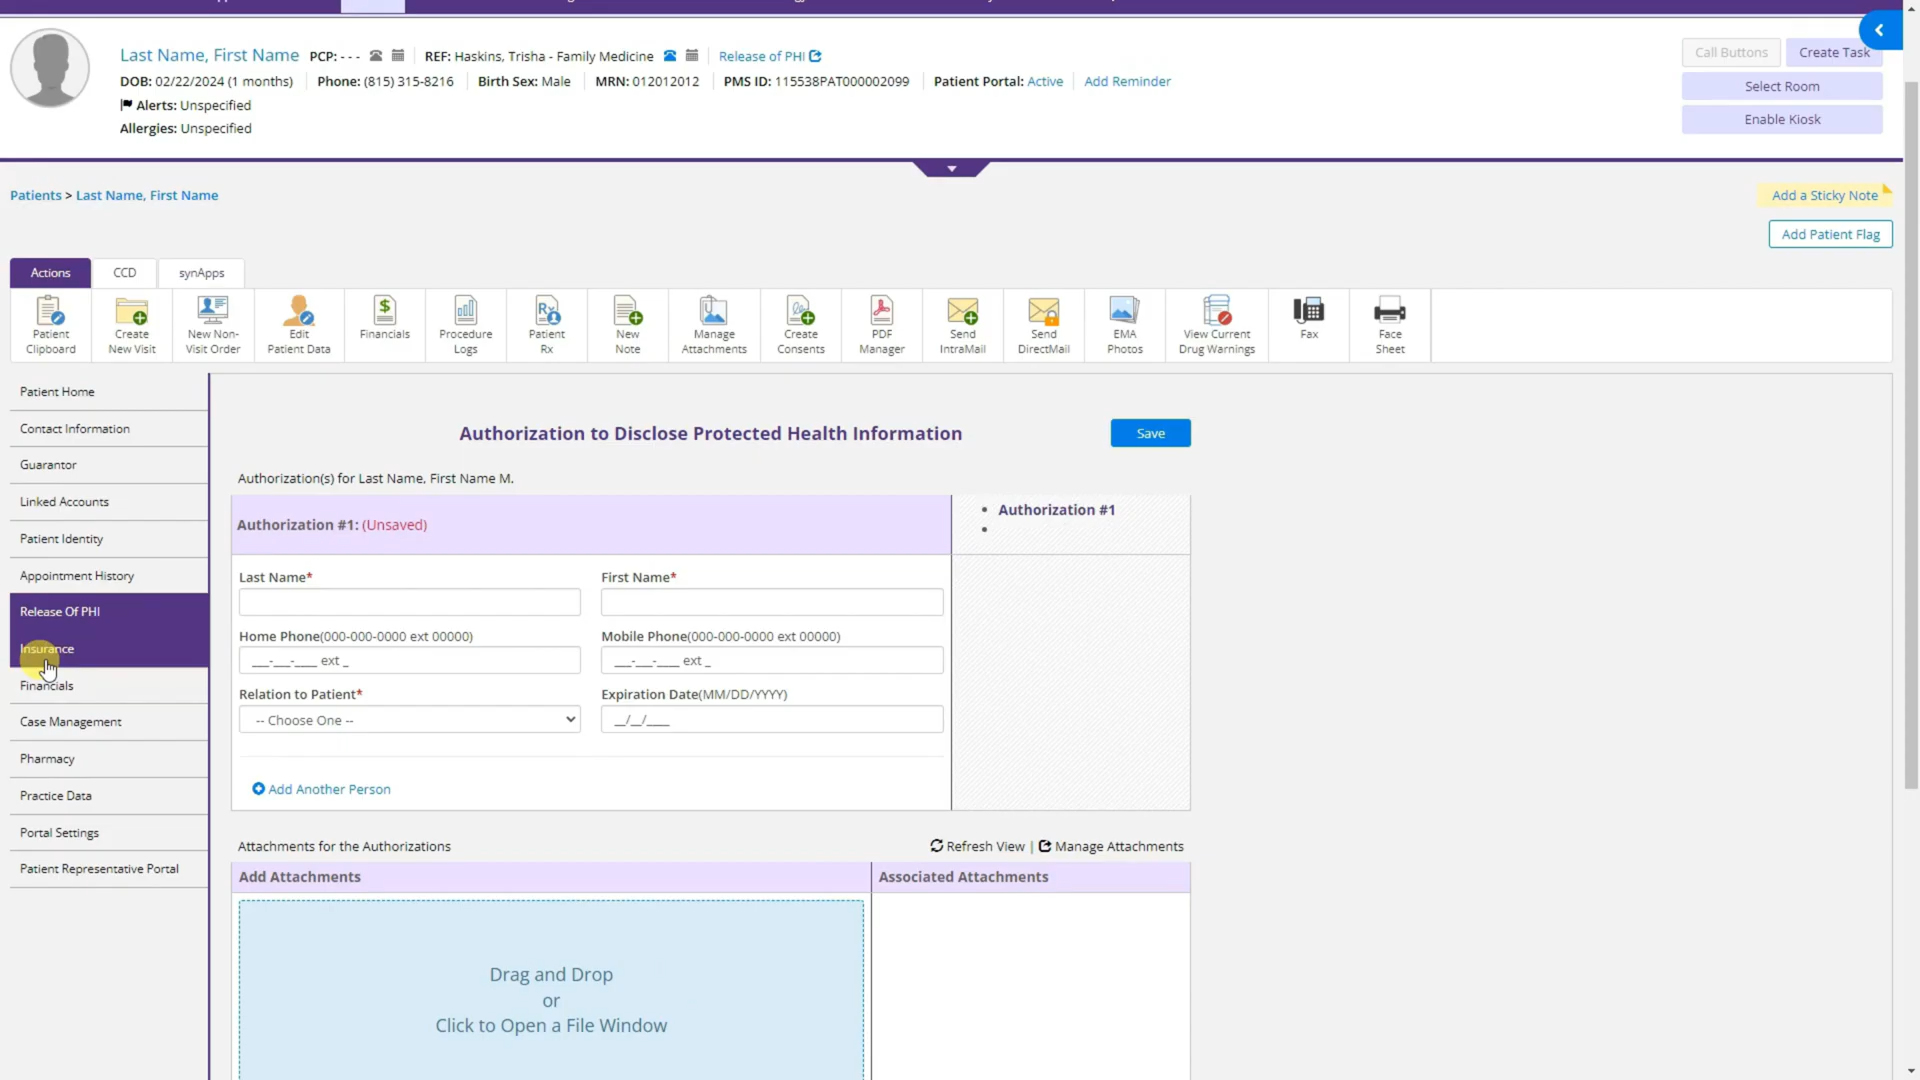 Last Name, First Name PCP: - - - REF: Haskins, Trisha - Family Medicine Release of PHI
Call Buttons Create Task
DOB: 02/22/2024 (1 months) Phone: (815) 315-8216 Birth Sex: Male MRN: 012012012 PMS ID: 115538PAT000002099 Patient Portal: Active Add Reminder
Select Room
Alerts: Unspecified
Enable Kiosk
Allergies: Unspecified
Patients > Last Name, First Name
Add a Sticky Note
Add Patient Flag
Actions CCD synApps
Patient Clipboard
Create New Visit
New Non-Visit Order
Edit Patient Data
Financials
Procedure Logs
Patient Rx
New Note
Manage Attachments
Create Consents
PDF Manager
Send IntraMail
Send DirectMail
EMA Photos
View Current Drug Warnings
Fax
Face Sheet
Patient Home
Contact Information
Guarantor
Linked Accounts
Patient Identity
Appointment History
Release Of PHI
Insurance
Financials
Case Management
Pharmacy
Practice Data
Portal Settings
Patient Representative Portal
Authorization to Disclose Protected Health Information
Save
Authorization(s) for Last Name, First Name M.
Authorization #1: (Unsaved)
• Authorization #1
•
Last Name* First Name*
Home Phone(000-000-0000 ext 00000) Mobile Phone(000-000-0000 ext 00000)
___-___-____ ext _ ___-___-____ ext _
Relation to Patient* Expiration Date(MM/DD/YYYY)
-- Choose One -- __/__/____
Add Another Person
Attachments for the Authorizations Refresh View | Manage Attachments
Add Attachments Associated Attachments
Drag and Drop
or
Click to Open a File Window